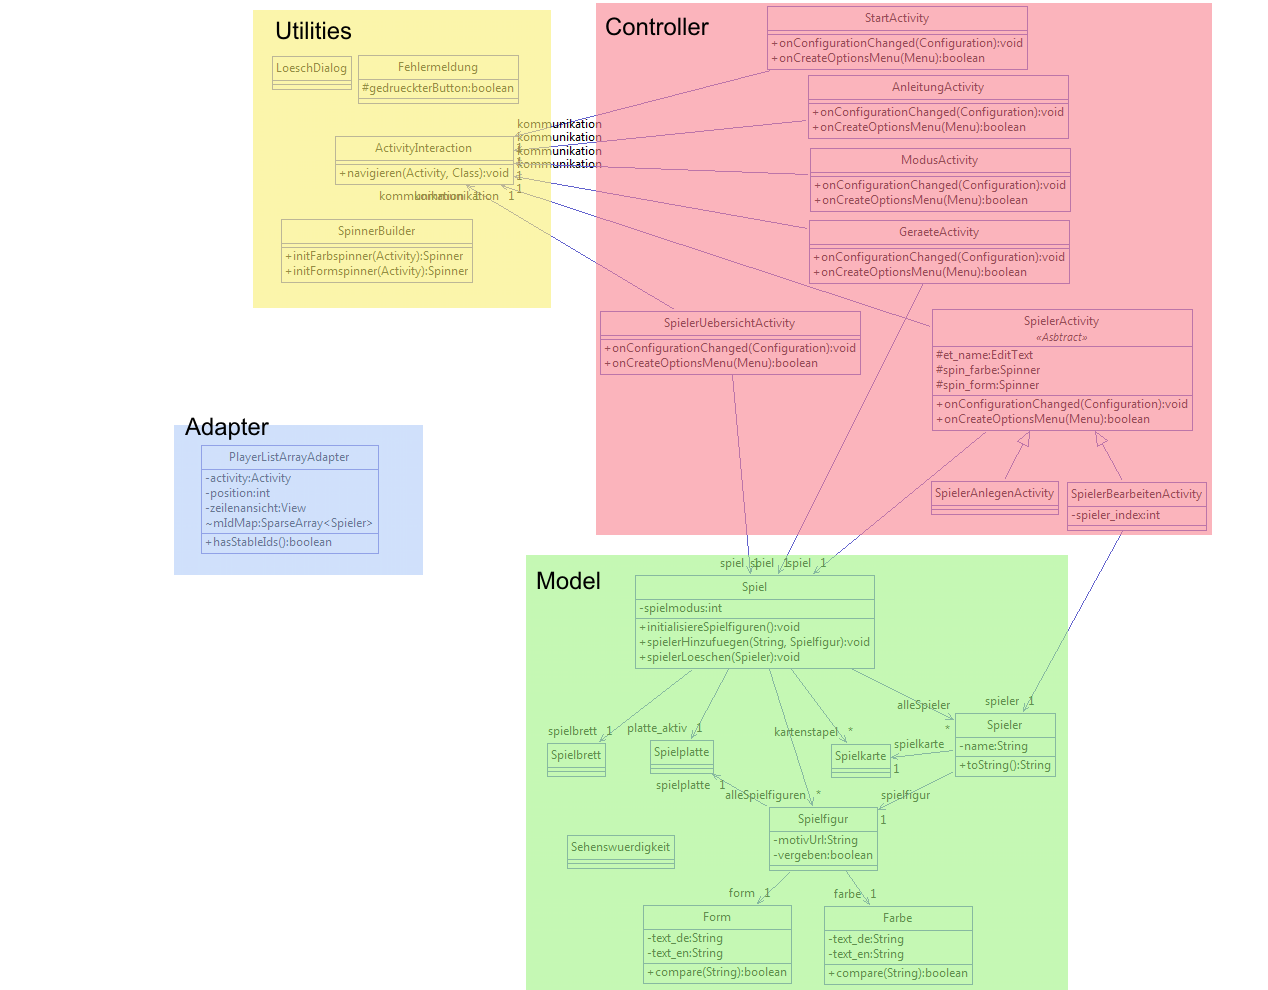 Utilities
LoeschDialog
Fehlermeldung
#gedrueckterButton:boolean
kommunikation
kommunikation
kommunikation
kommunikation
ActivityInteraction
+navigieren(Activity, Class):void
1
1
1
kommunikation 1
kommunikation 1
SpinnerBuilder
+initFarbspinner(Activity):Spinner
+initFormspinner(Activity):Spinner
Controller
StartActivity
+onConfigurationChanged(Configuration):void
+onCreateOptionsMenu(Menu):boolean
AnleitungActivity
+onConfigurationChanged(Configuration):void
+onCreateOptionsMenu(Menu):boolean
ModusActivity
+onConfigurationChanged(Configuration):void
+onCreateOptionsMenu(Menu):boolean
GeraeteActivity
+onConfigurationChanged(Configuration):void
+onCreateOptionsMenu(Menu):boolean
SpielerUebersichtActivity
+onConfigurationChanged(Configuration):void
+onCreateOptionsMenu(Menu):boolean
SpielerActivity
«Asbtract»
#et_name:EditText
#spin_farbe:Spinner
#spin_form:Spinner
+onConfigurationChanged(Configuration):void
+onCreateOptionsMenu(Menu):boolean
SpielerAnlegenActivity
SpielerBearbeitenActivity
-spieler_index:int
Adapter
PlayerListArrayAdapter
-activity:Activity
-position:int
-zeilenansicht:View
~mIdMap:SparseArray<Spieler>
+hasStableIds():boolean
Model
spiel 1
spiel 1
spiel 1
Spiel
-spielmodus:int
+initialisiereSpielfiguren():void
+spielerHinzufuegen(String, Spielfigur):void
+spielerLoeschen(Spieler):void
spielbrett 1
Spielbrett
platte_aktiv 1
Spielplatte
spielplatte 1
kartenstapel *
Spielkarte
alleSpieler
*
spieler 1
Spieler
-name:String
+toString():String
spielkarte
1
alleSpielfiguren *
spielfigur
1
Spielfigur
-motivUrl:String
-vergeben:boolean
Sehenswuerdigkeit
form 1
farbe 1
Form
-text_de:String
-text_en:String
+compare(String):boolean
Farbe
-text_de:String
-text_en:String
+compare(String):boolean